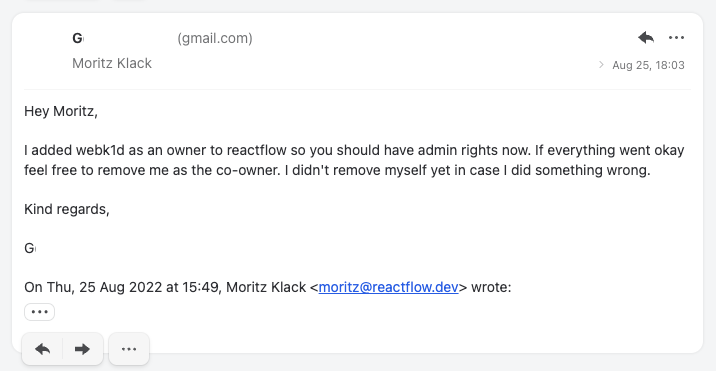 G
(gmail.com)
Moritz Klack
Aug 25, 18:03
Hey Moritz,
I added webk1d as an owner to reactflow so you should have admin rights now. If everything went okay
feel free to remove me as the co-owner. I didn't remove myself yet in case I did something wrong.
Kind regards,
G
On Thu, 25 Aug 2022 at 15:49, Moritz Klack <moritz@reactflow.dev> wrote: